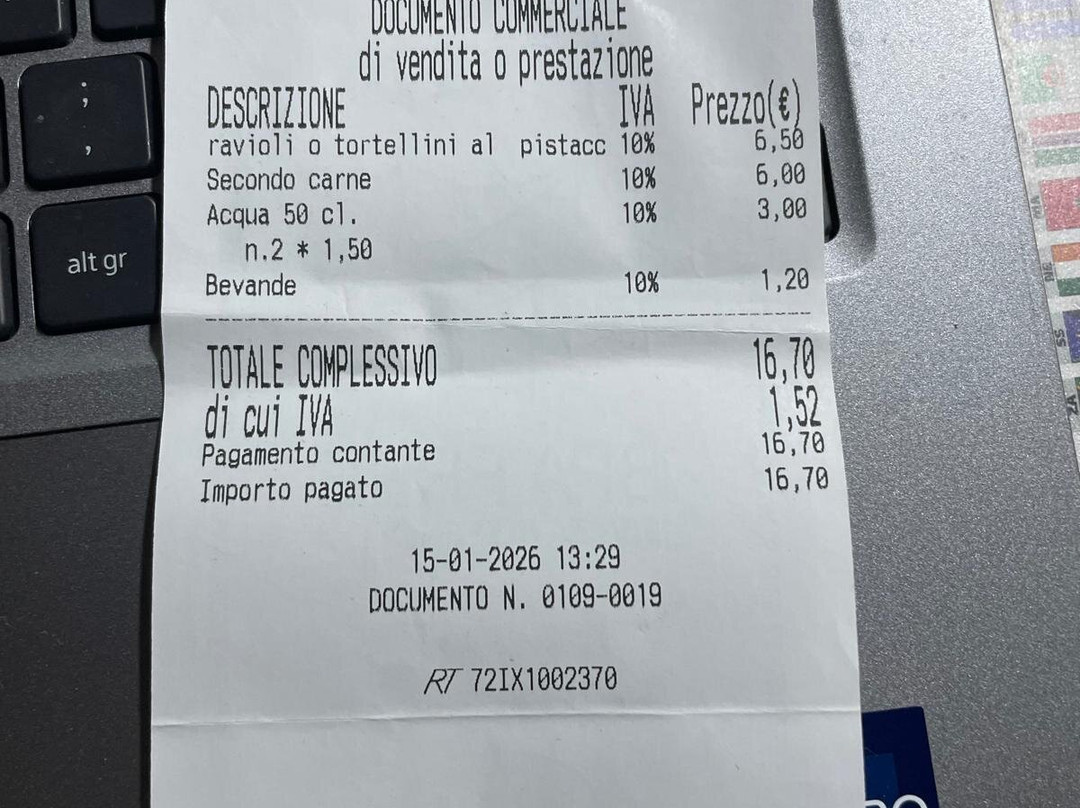 DOCUMENTO COMMERCIALE
di vendita o prestazione
DESCRIZIONE IVA Prezzo(€)
ravioli o tortellini al pistacc 10% 6,50
Secondo carne 10% 6,00
Acqua 50 cl. 10% 3,00
n.2 * 1,50
Bevande 10% 1,20
TOTALE COMPLESSIVO 16,70
di cui IVA 1,52
Pagamento contante 16,70
Importo pagato 16,70
15-01-2026 13:29
DOCUMENTO N. 0109-0019
RT 72IX1002370
; ,
alt gr
SS
ZA